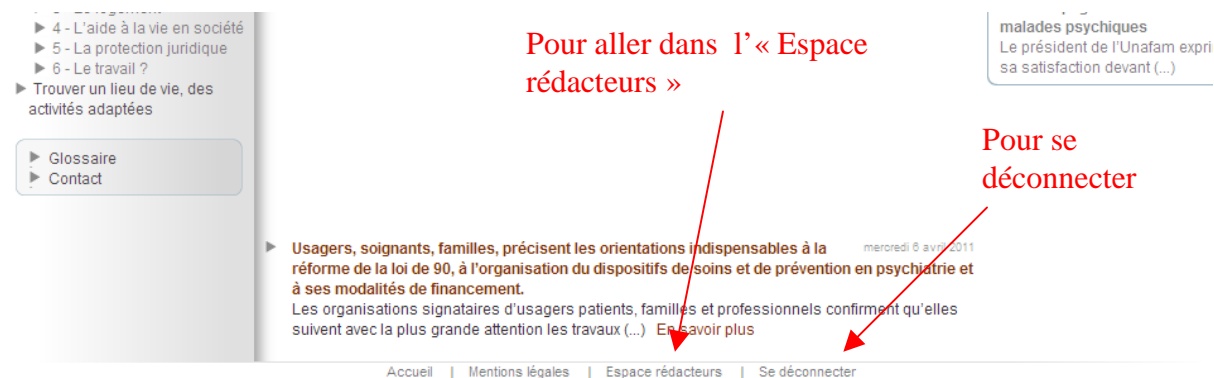 ▶ 4 - L'aide à la vie en société
▶ 5 - La protection juridique
▶ 6 - Le travail ?
▶ Trouver un lieu de vie, des
activités adaptées
▶ Glossaire
▶ Contact
Pour aller dans l'« Espace
rédacteurs »
malades psychiques
Le président de l'Unafam expri
sa satisfaction devant (...)
Pour se
déconnecter
▶ Usagers, soignants, familles, précisent les orientations indispensables à la mercredi 6 avril 2011
réforme de la loi de 90, à l'organisation du dispositifs de soins et de prévention en psychiatrie et
à ses modalités de financement.
Les organisations signataires d'usagers patients, familles et professionnels confirment qu'elles
suivent avec la plus grande attention les travaux (...) En savoir plus
Accueil | Mentions légales | Espace rédacteurs | Se déconnecter